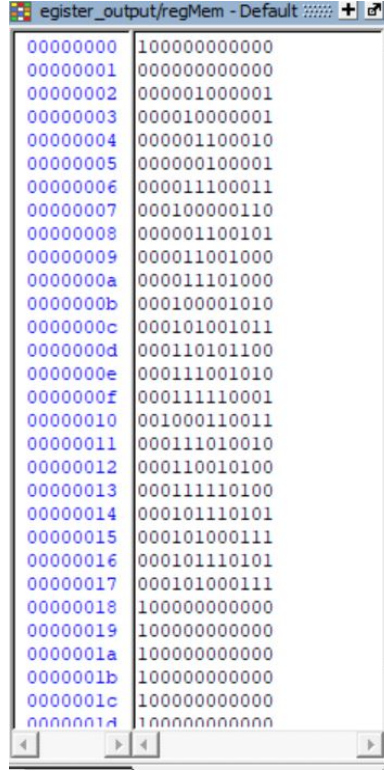 egister_output/regMem - Default
00000000 100000000000
00000001 000000000000
00000002 000001000001
00000003 000010000001
00000004 000001100010
00000005 000000100001
00000006 000011100011
00000007 000100000110
00000008 000001100101
00000009 000011001000
0000000a 000011101000
0000000b 000100001010
0000000c 000101001011
0000000d 000110101100
0000000e 000111001010
0000000f 000111110001
00000010 001000110011
00000011 000111010010
00000012 000110010100
00000013 000111110100
00000014 000101110101
00000015 000101000111
00000016 000101110101
00000017 000101000111
00000018 100000000000
00000019 100000000000
0000001a 100000000000
0000001b 100000000000
0000001c 100000000000
0000001d 100000000000